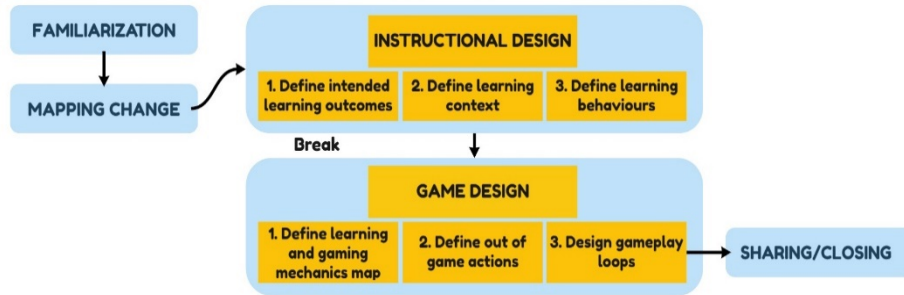 FAMILIARIZATION
MAPPING CHANGE
INSTRUCTIONAL DESIGN
1. Define intended
learning outcomes
2. Define learning
context
3. Define learning
behaviours
Break
GAME DESIGN
1. Define learning
and gaming
mechanics map
2. Define out of
game actions
3. Design gameplay
loops
SHARING/CLOSING